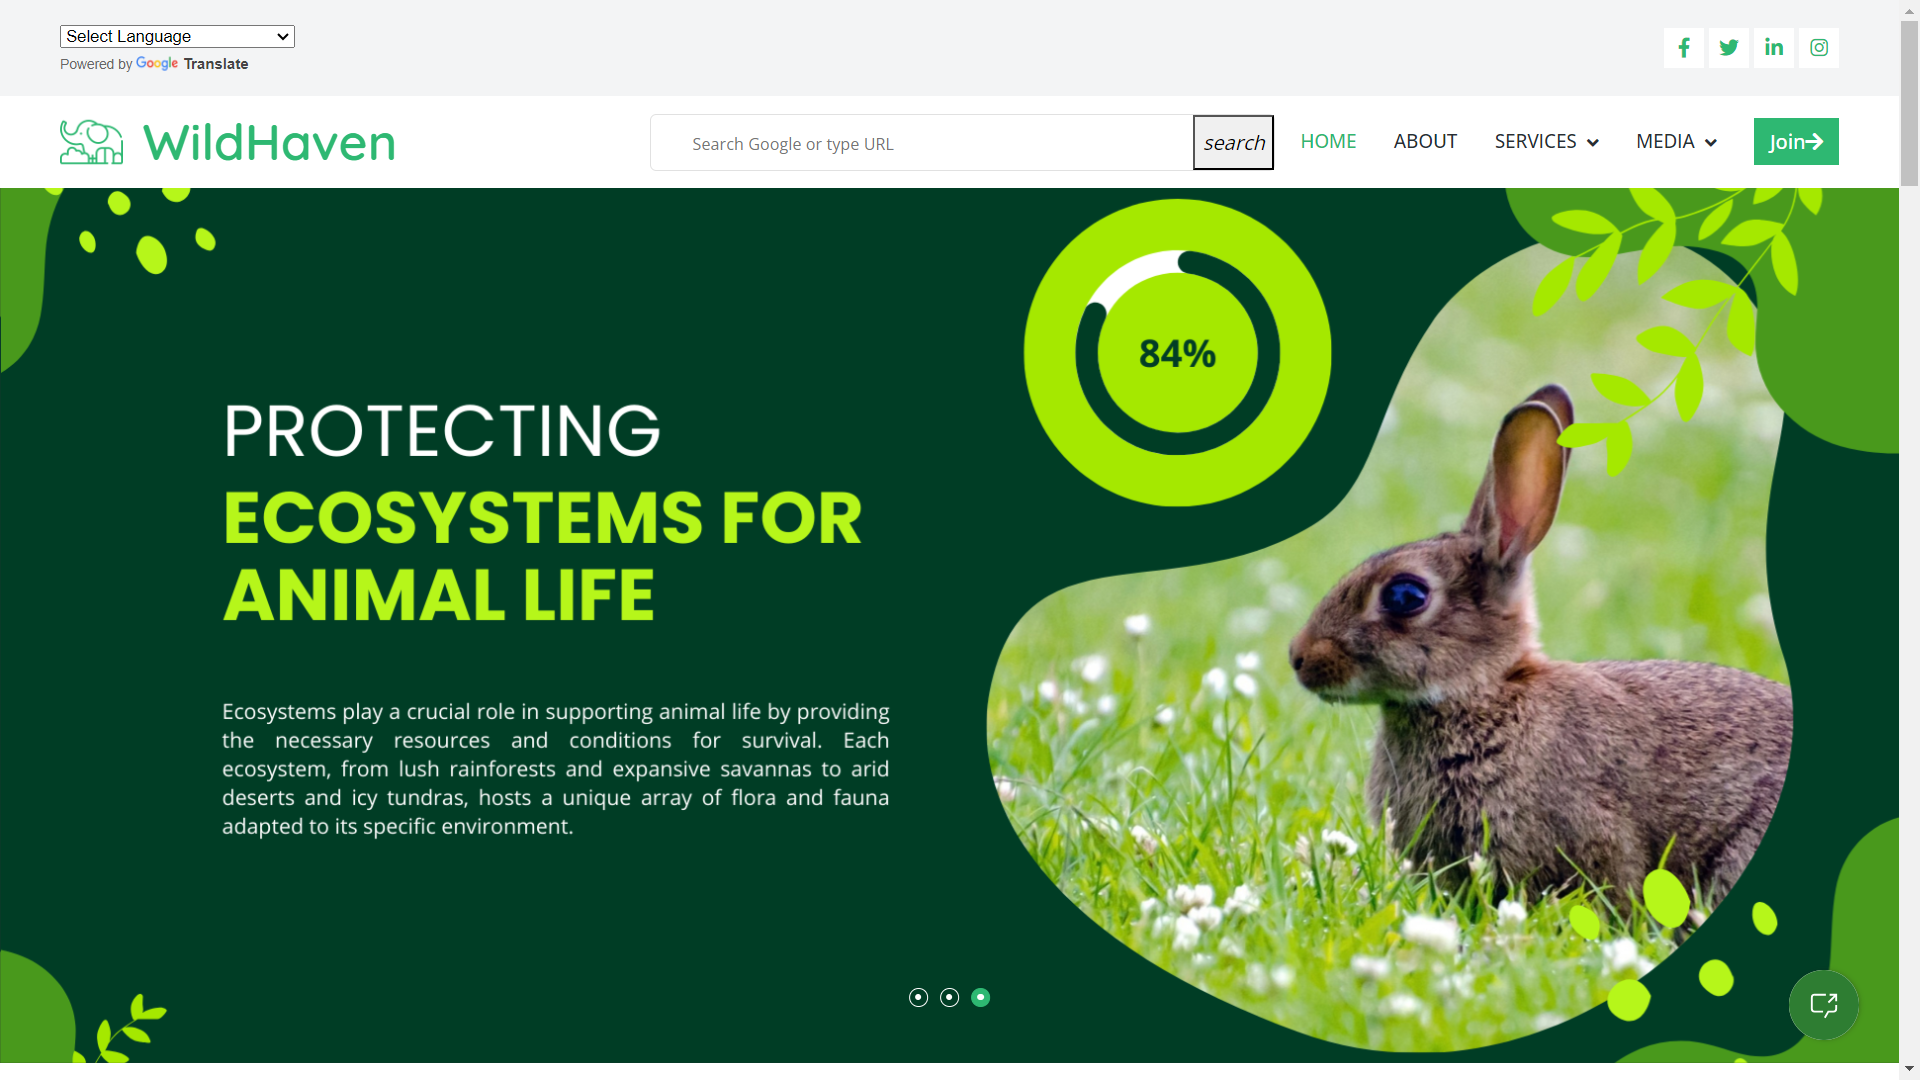 Select Language
Powered by Google Translate
WildHaven
Search Google or type URL
search
HOME
ABOUT
SERVICES
MEDIA
Join
84%
PROTECTING
ECOSYSTEMS FOR
ANIMAL LIFE
Ecosystems play a crucial role in supporting animal life by providing
the necessary resources and conditions for survival. Each
ecosystem, from lush rainforests and expansive savannas to arid
deserts and icy tundras, hosts a unique array of flora and fauna
adapted to its specific environment.